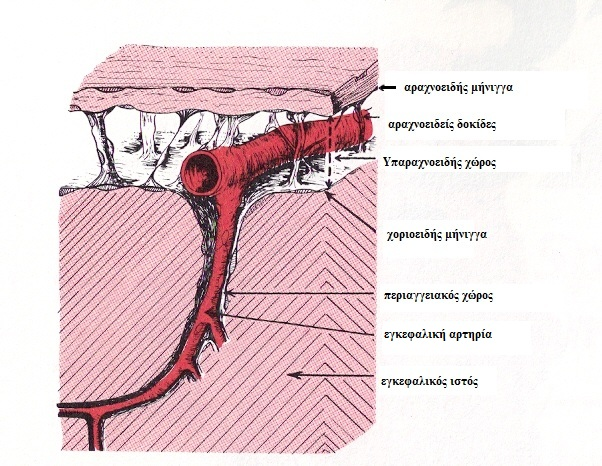 αραχνοειδής μήνιγγα
αραχνοειδείς δοκίδες
Υπαραχνοειδής χώρος
χοριοειδής μήνιγγα
περιαγγειακός χώρος
εγκεφαλική αρτηρία
εγκεφαλικός ιστός